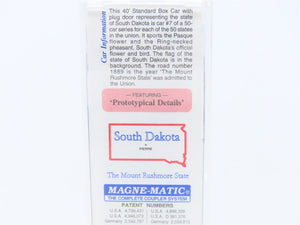 Car Information
This 40' Standard Box Car with
plug door representing the state
of South Dakota is car #7 of a 50-
car series for each of the 50 states
in the union. It sports the Pasque
flower and the Ring-necked
pheasant, South Dakota's official
flower and bird. The flag of the
state of South Dakota is in the
background. The road number
1889 is the year 'The Mount
Rushmore State' was admitted to
the Union.
— FEATURING —
'Prototypical Details'
South Dakota
PIERRE
The Mount Rushmore State
MAGNE-MATIC®
THE COMPLETE COUPLER SYSTEM
PATENT NUMBERS
U.S.A.
U.S.A.
U.S.A.
U.S.A.
Germany
Germany